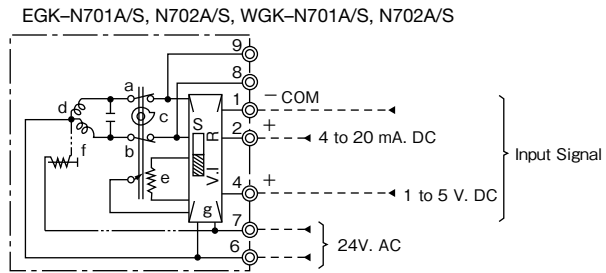 EGK–N701A/S, N702A/S, WGK–N701A/S, N702A/S
9
8
a
1 – COM
d
c
S
R
2 + 4 to 20 mA. DC
f
b
Input Signal
e
V.I
4 + 1 to 5 V. DC
g
7
24V. AC
6